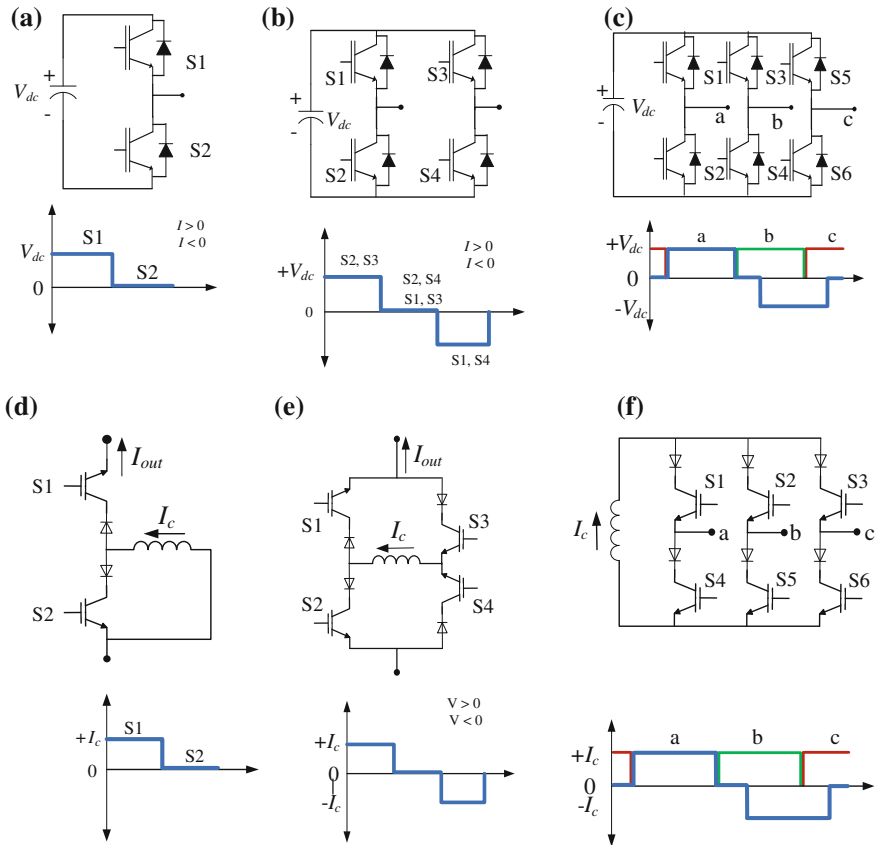 (a)
S1
+
V_dc
-
S2
V_dc
S1
I > 0
I < 0
S2
0
(b)
S1
S3
+
V_dc
-
S2
S4
I > 0
I < 0
+V_dc
S2, S3
S2, S4
S1, S3
0
S1, S4
(c)
S1
S3
S5
+
V_dc
-
a
b
c
S2
S4
S6
+V_dc
a
b
c
0
-V_dc
(d)
I_out
S1
I_c
S2
+I_c
S1
S2
0
(e)
I_out
S1
S3
I_c
S2
S4
V > 0
V < 0
+I_c
0
-I_c
(f)
S1
S2
S3
I_c
a
b
c
S4
S5
S6
+I_c
a
b
c
0
-I_c